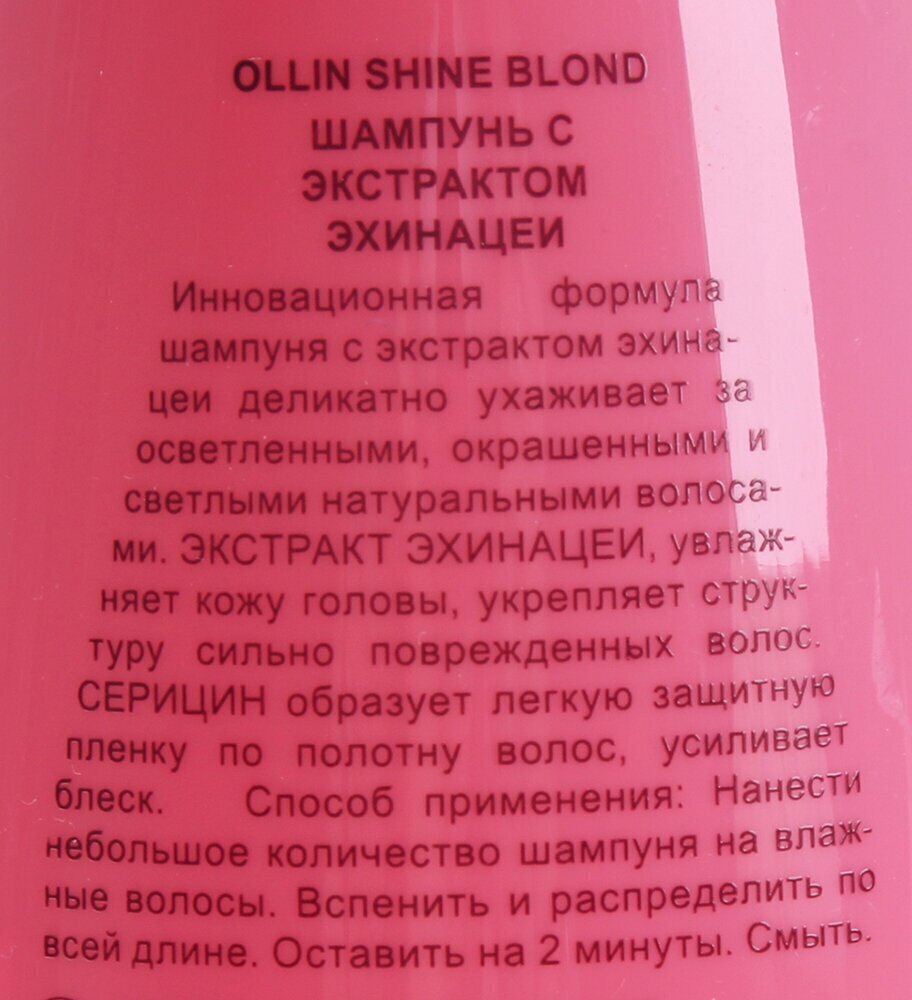 OLLIN SHINE BLOND
ШАМПУНЬ С
ЭКСТРАКТОМ
ЭХИНАЦЕИ
Инновационная формула
шампуня с экстрактом эхина-
цеи деликатно ухаживает за
осветленными, окрашенными и
светлыми натуральными волоса-
ми. ЭКСТРАКТ ЭХИНАЦЕИ, увлаж-
няет кожу головы, укрепляет струк-
туру сильно поврежденных волос.
СЕРИЦИН образует легкую защитную
пленку по полотну волос, усиливает
блеск. Способ применения: Нанести
небольшое количество шампуня на влаж-
ные волосы. Вспенить и распределить по
всей длине. Оставить на 2 минуты. Смыть.